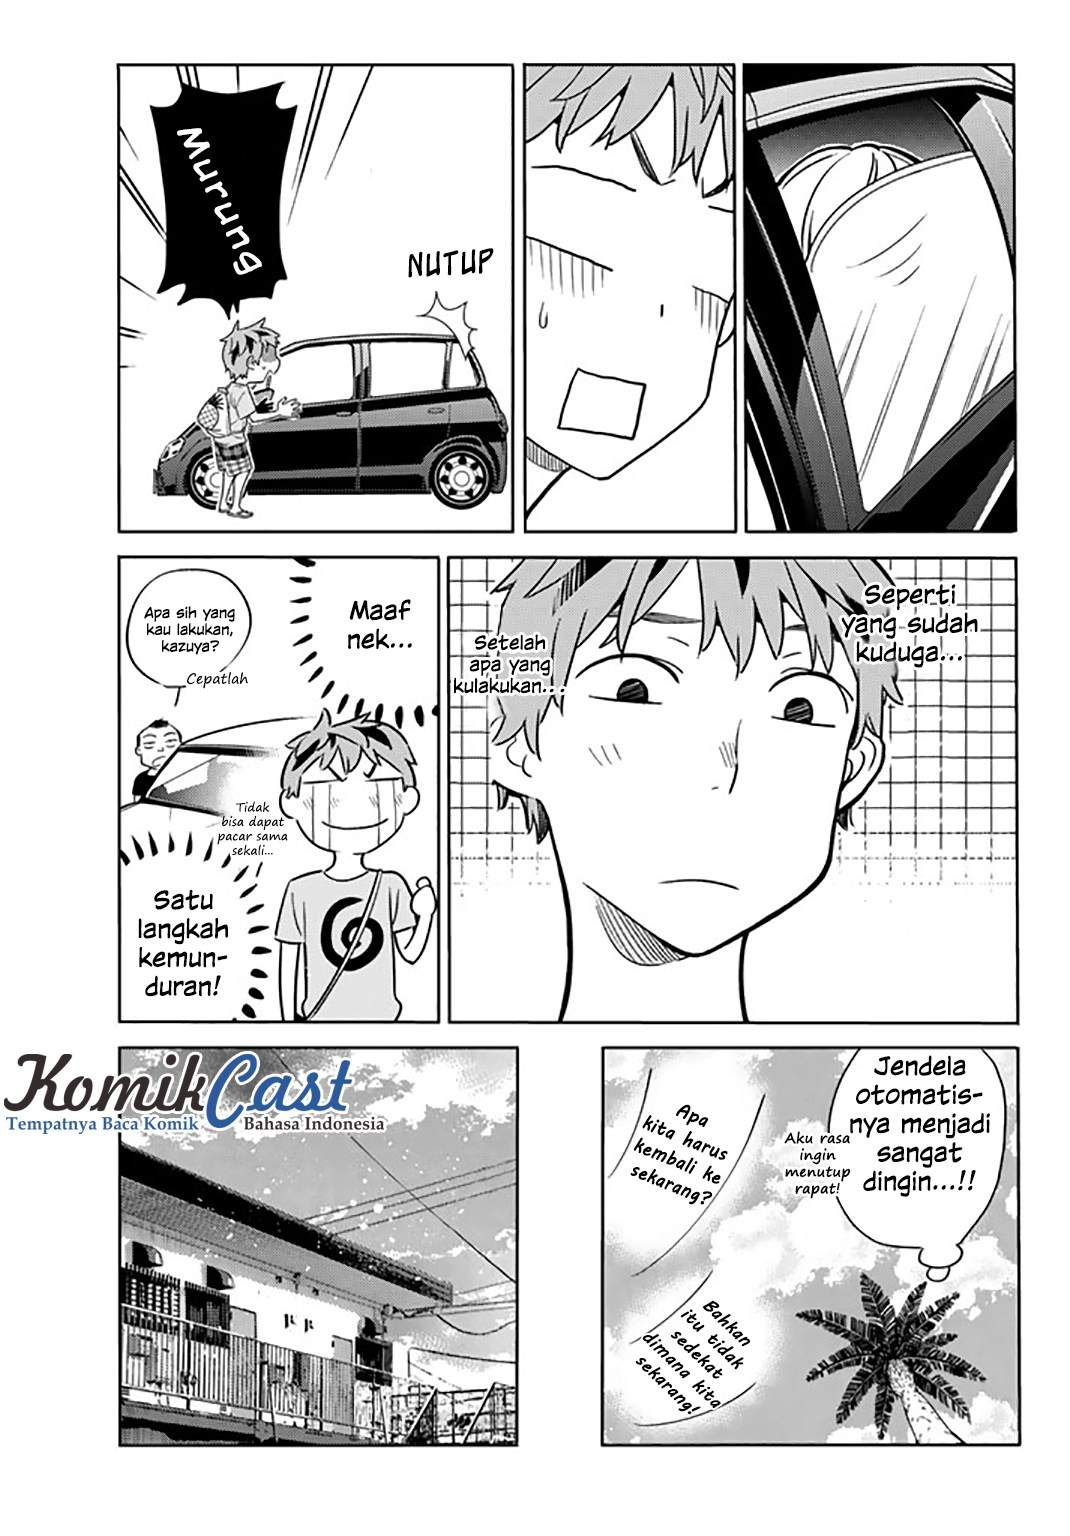 NUTUP
Murung
Seperti
yang sudah
kuduga...
Setelah
apa yang
kulakukan...
Maaf
nek...
Apa sih yang
kau lakukan,
kazuya?
Cepatlah
Tidak
bisa dapat
pacar sama
sekali...
Satu
langkah
kemun-
duran!
Jendela
otomatis-
nya menjadi
sangat
dingin...!!
Aku rasa
ingin
menutup
rapat!
Apa
kita harus
kembali ke
sekarang?
Bahkan
itu tidak
sedekat
dimana kita
sekarang!
KomikCast
Tempatnya Baca Komik Bahasa Indonesia